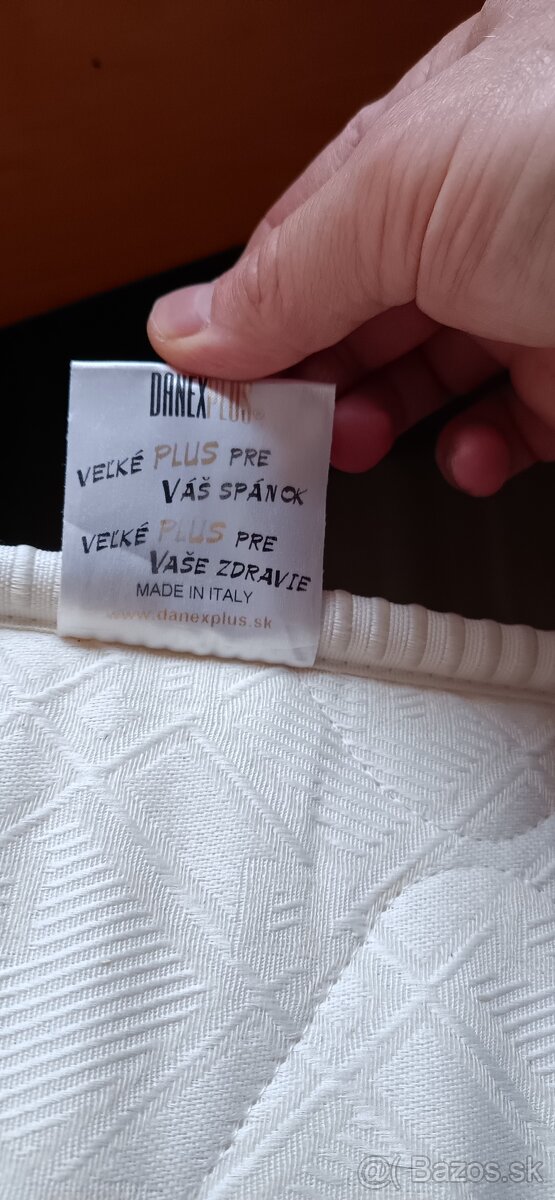 DANEXPLUS®
VEĽKÉ PLUS PRE
VÁŠ SPÁNOK
VEĽKÉ PLUS PRE
VAŠE ZDRAVIE
MADE IN ITALY
www.danexplus.sk
Bazos.sk